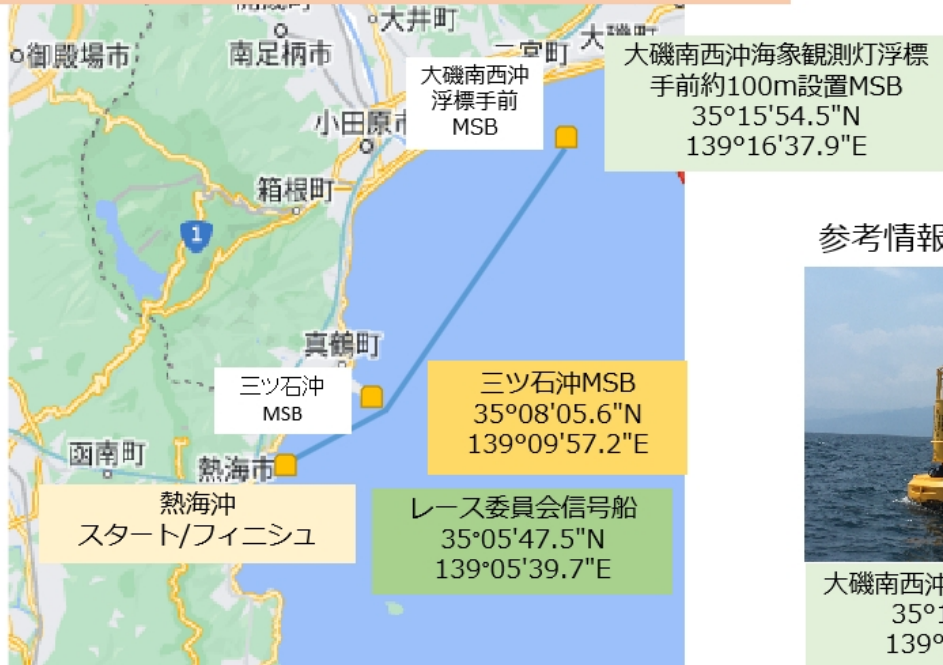 大井町
御殿場市
南足柄市
二宮町
大磯町
大磯南西沖
浮標手前
MSB
大磯南西沖海象観測灯浮標
手前約100m設置MSB
35°15'54.5"N
139°16'37.9"E
小田原市
箱根町
1
参考情報
真鶴町
三ツ石沖
MSB
三ツ石沖MSB
35°08'05.6"N
139°09'57.2"E
函南町
熱海市
熱海沖
スタート/フィニシュ
レース委員会信号船
35°05'47.5"N
139°05'39.7"E
大磯南西沖
35°1
139°